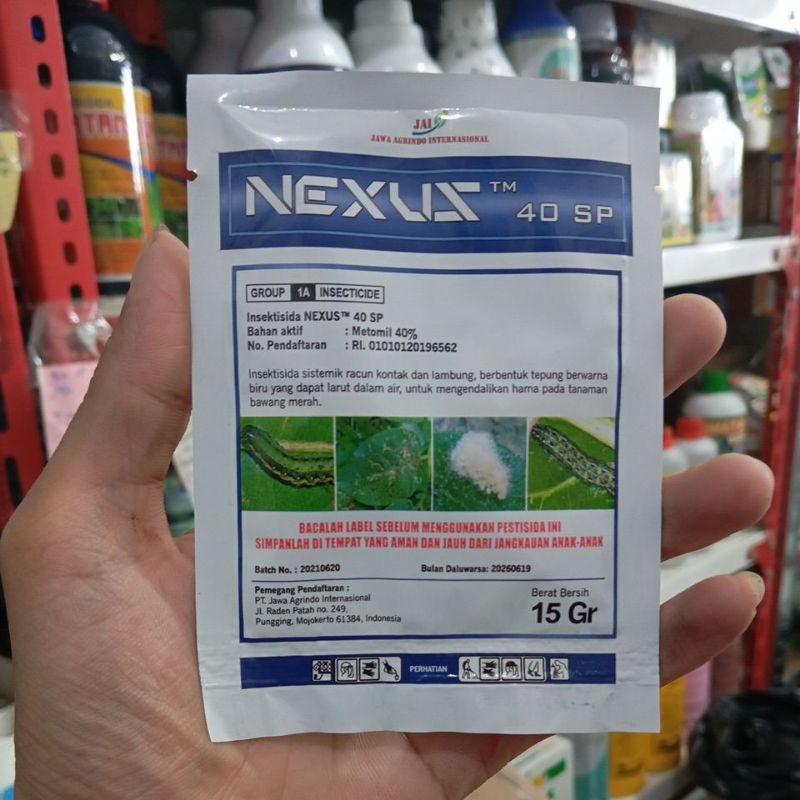 JAI
JAWA AGRINDO INTERNASIONAL
NEXUS™ 40 SP
GROUP 1A INSECTICIDE
Insektisida NEXUS™ 40 SP
Bahan aktif : Metomil 40%
No. Pendaftaran : RI. 01010120196562
Insektisida sistemik racun kontak dan lambung, berbentuk tepung berwarna
biru yang dapat larut dalam air, untuk mengendalikan hama pada tanaman
bawang merah.
BACALAH LABEL SEBELUM MENGGUNAKAN PESTISIDA INI
SIMPANLAH DI TEMPAT YANG AMAN DAN JAUH DARI JANGKAUAN ANAK-ANAK
Batch No. : 20210620 Bulan Daluwarsa: 20260619
Pemegang Pendaftaran :
PT. Jawa Agrindo Internasional
Jl. Raden Patah no. 249,
Pungging, Mojokerto 61384, Indonesia
Berat Bersih
15 Gr
PERHATIAN